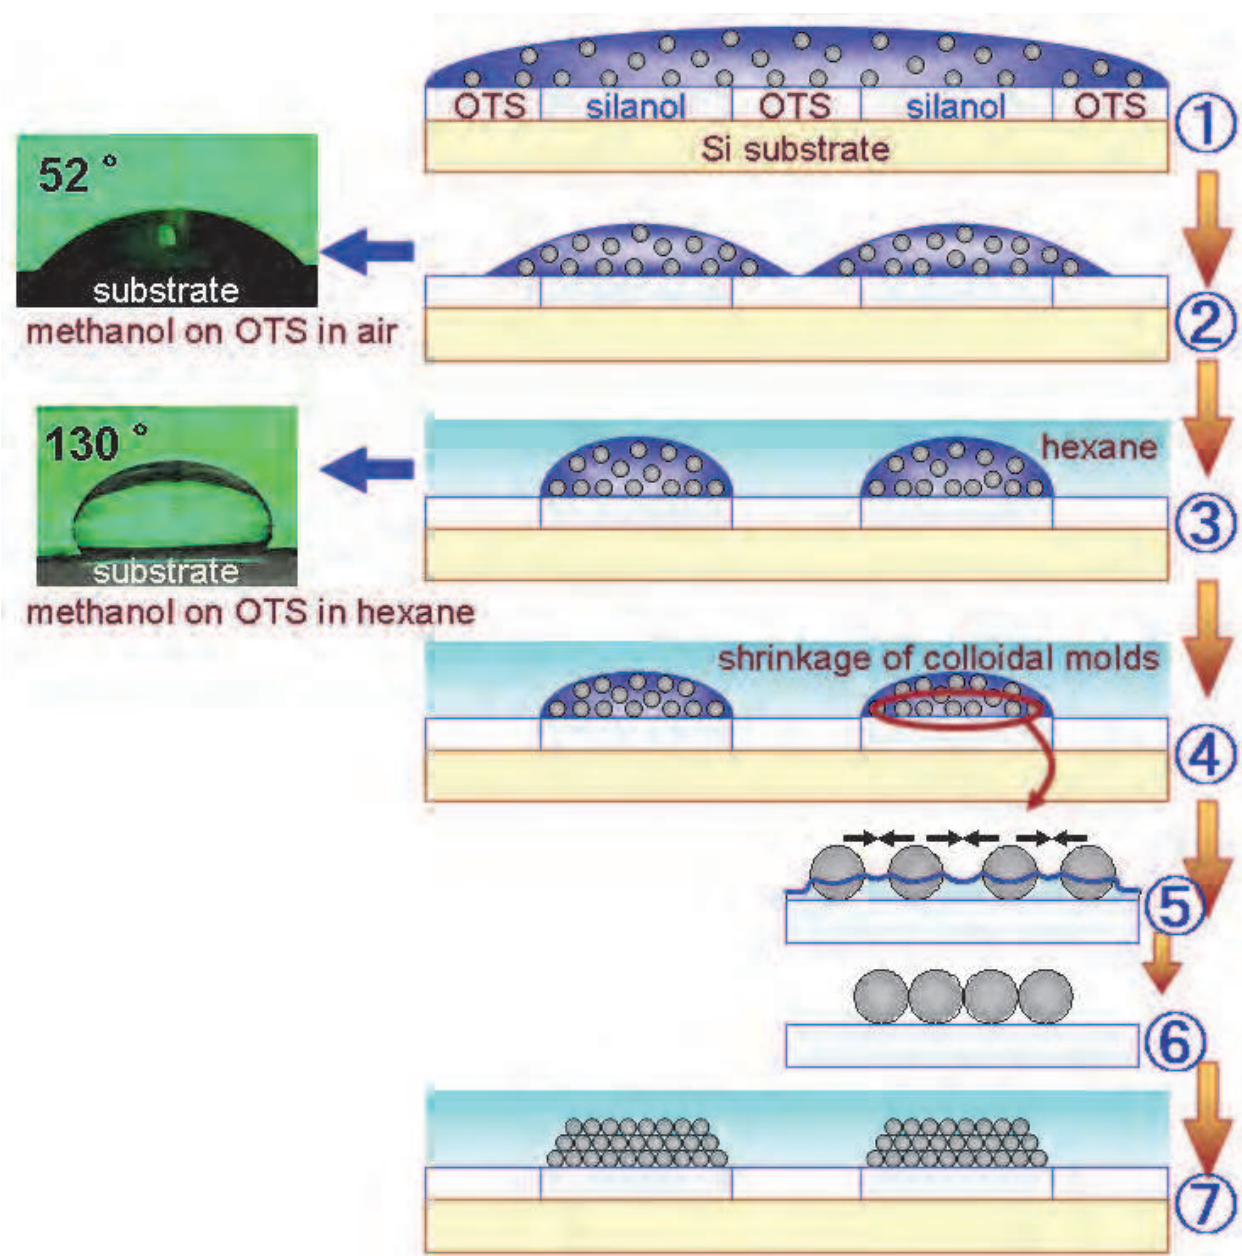 OTS silanol OTS silanol OTS
①
Si substrate
52 °
substrate
methanol on OTS in air
②
130 °
hexane
③
substrate
methanol on OTS in hexane
shrinkage of colloidal molds
④
⑤
⑥
⑦